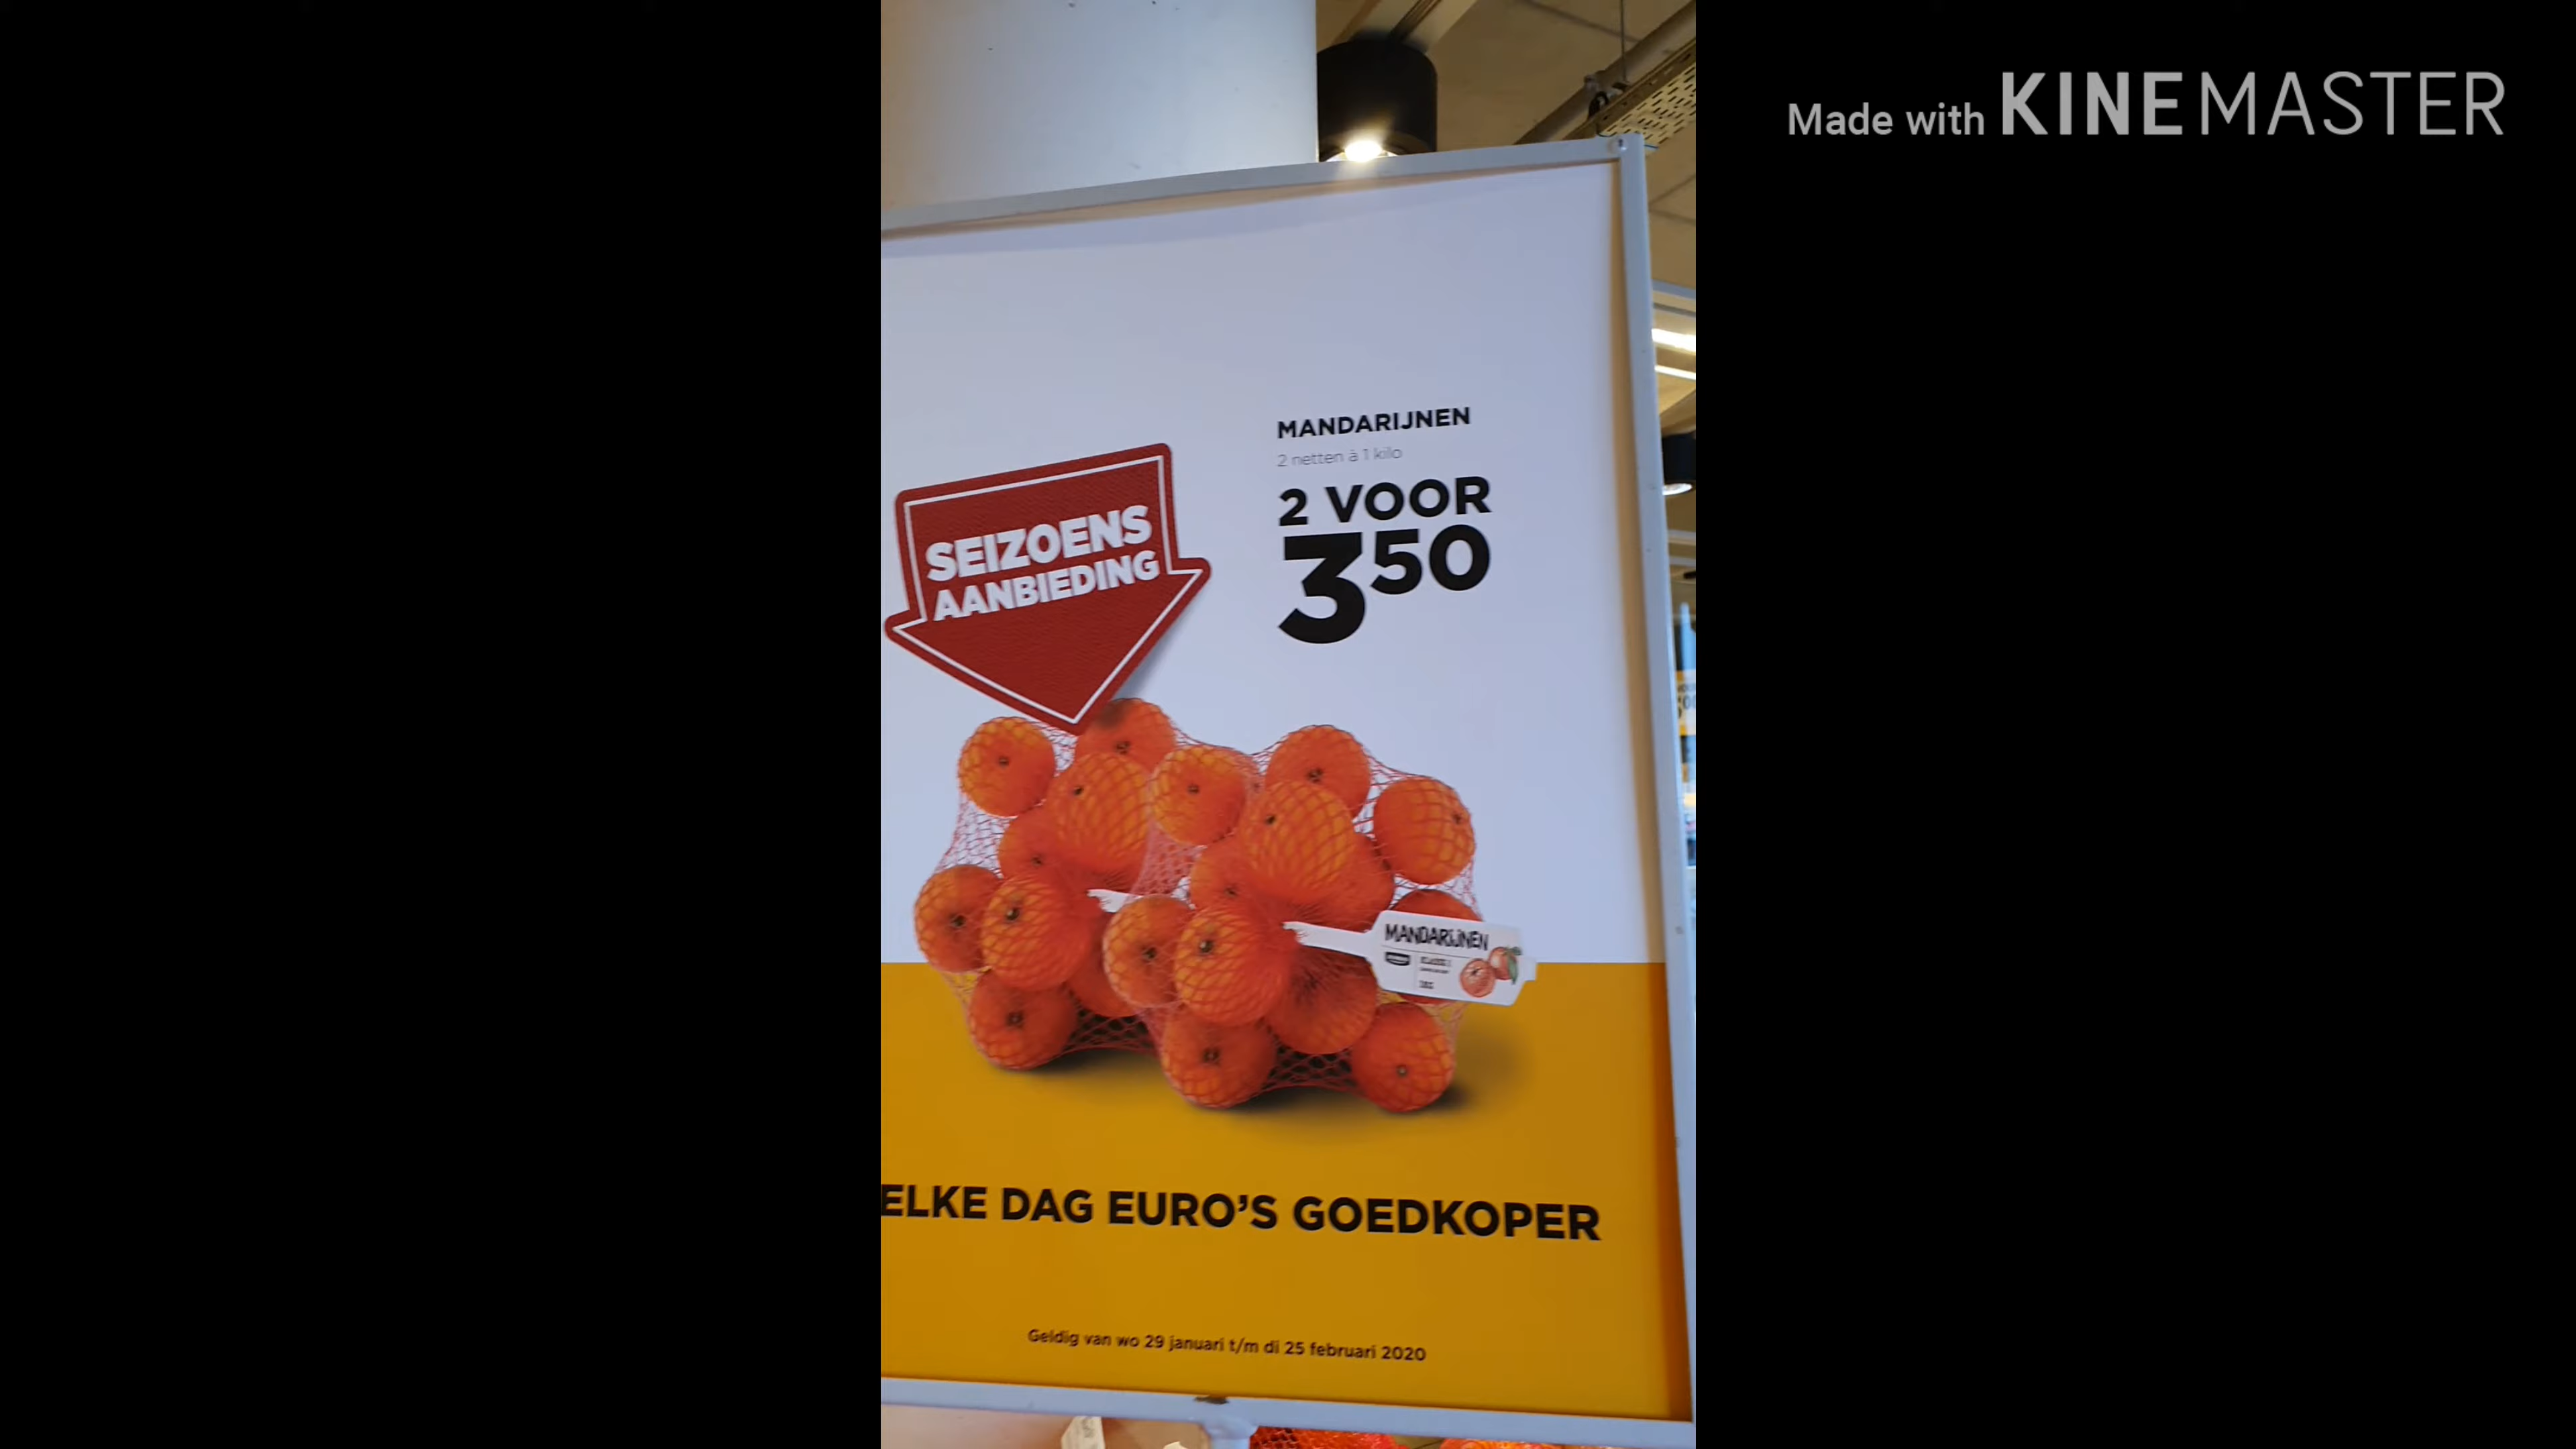 Made with KINEMASTER
MANDARIJNEN
2 netten à 1 kilo
2 VOOR
350
SEIZOENS
AANBIEDING
MANDARIJNEN
ELKE DAG EURO'S GOEDKOPER
Geldig van wo 29 januari t/m di 25 februari 2020